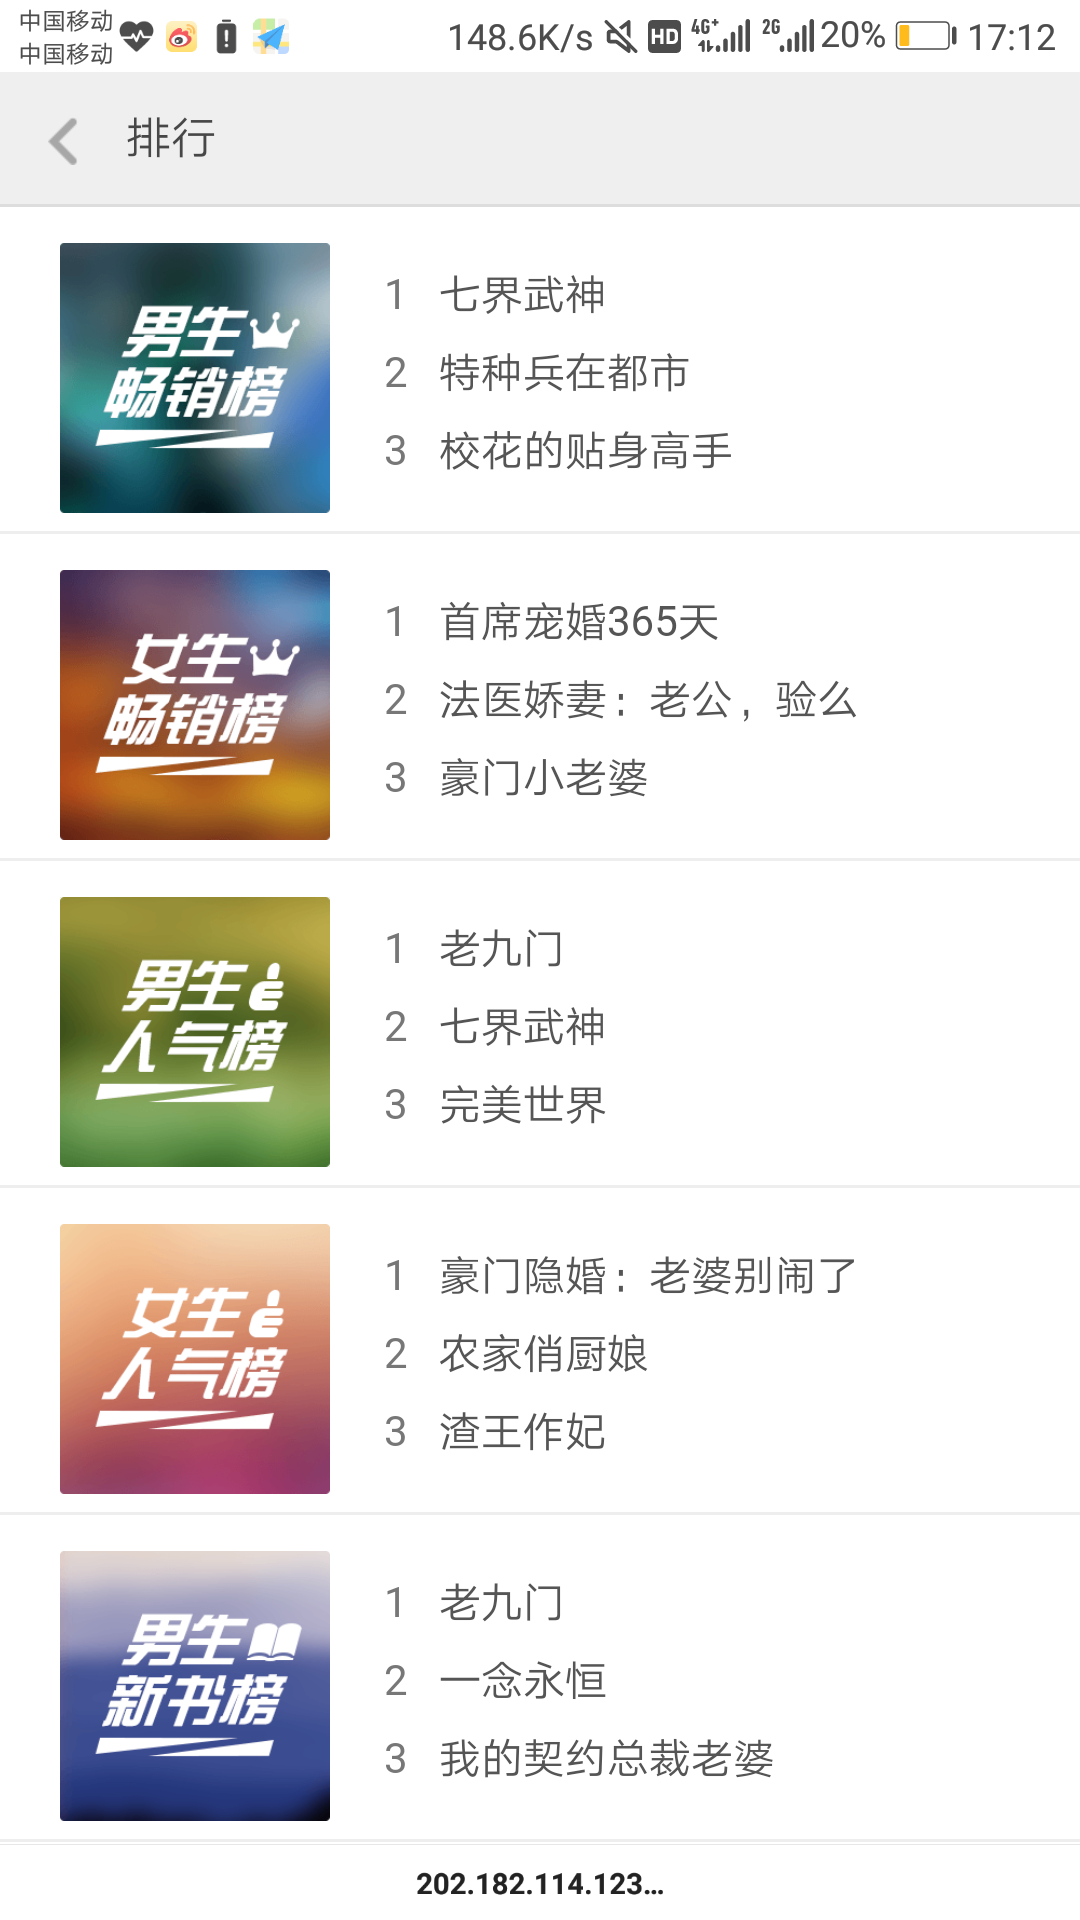 中国移动
中国移动
148.6K/s HD 4G+ 2G 20% 17:12
排行
男生
畅销榜
1 七界武神
2 特种兵在都市
3 校花的贴身高手
女生
畅销榜
1 首席宠婚365天
2 法医娇妻：老公，验么
3 豪门小老婆
男生
人气榜
1 老九门
2 七界武神
3 完美世界
女生
人气榜
1 豪门隐婚：老婆别闹了
2 农家俏厨娘
3 渣王作妃
男生
新书榜
1 老九门
2 一念永恒
3 我的契约总裁老婆
202.182.114.123...